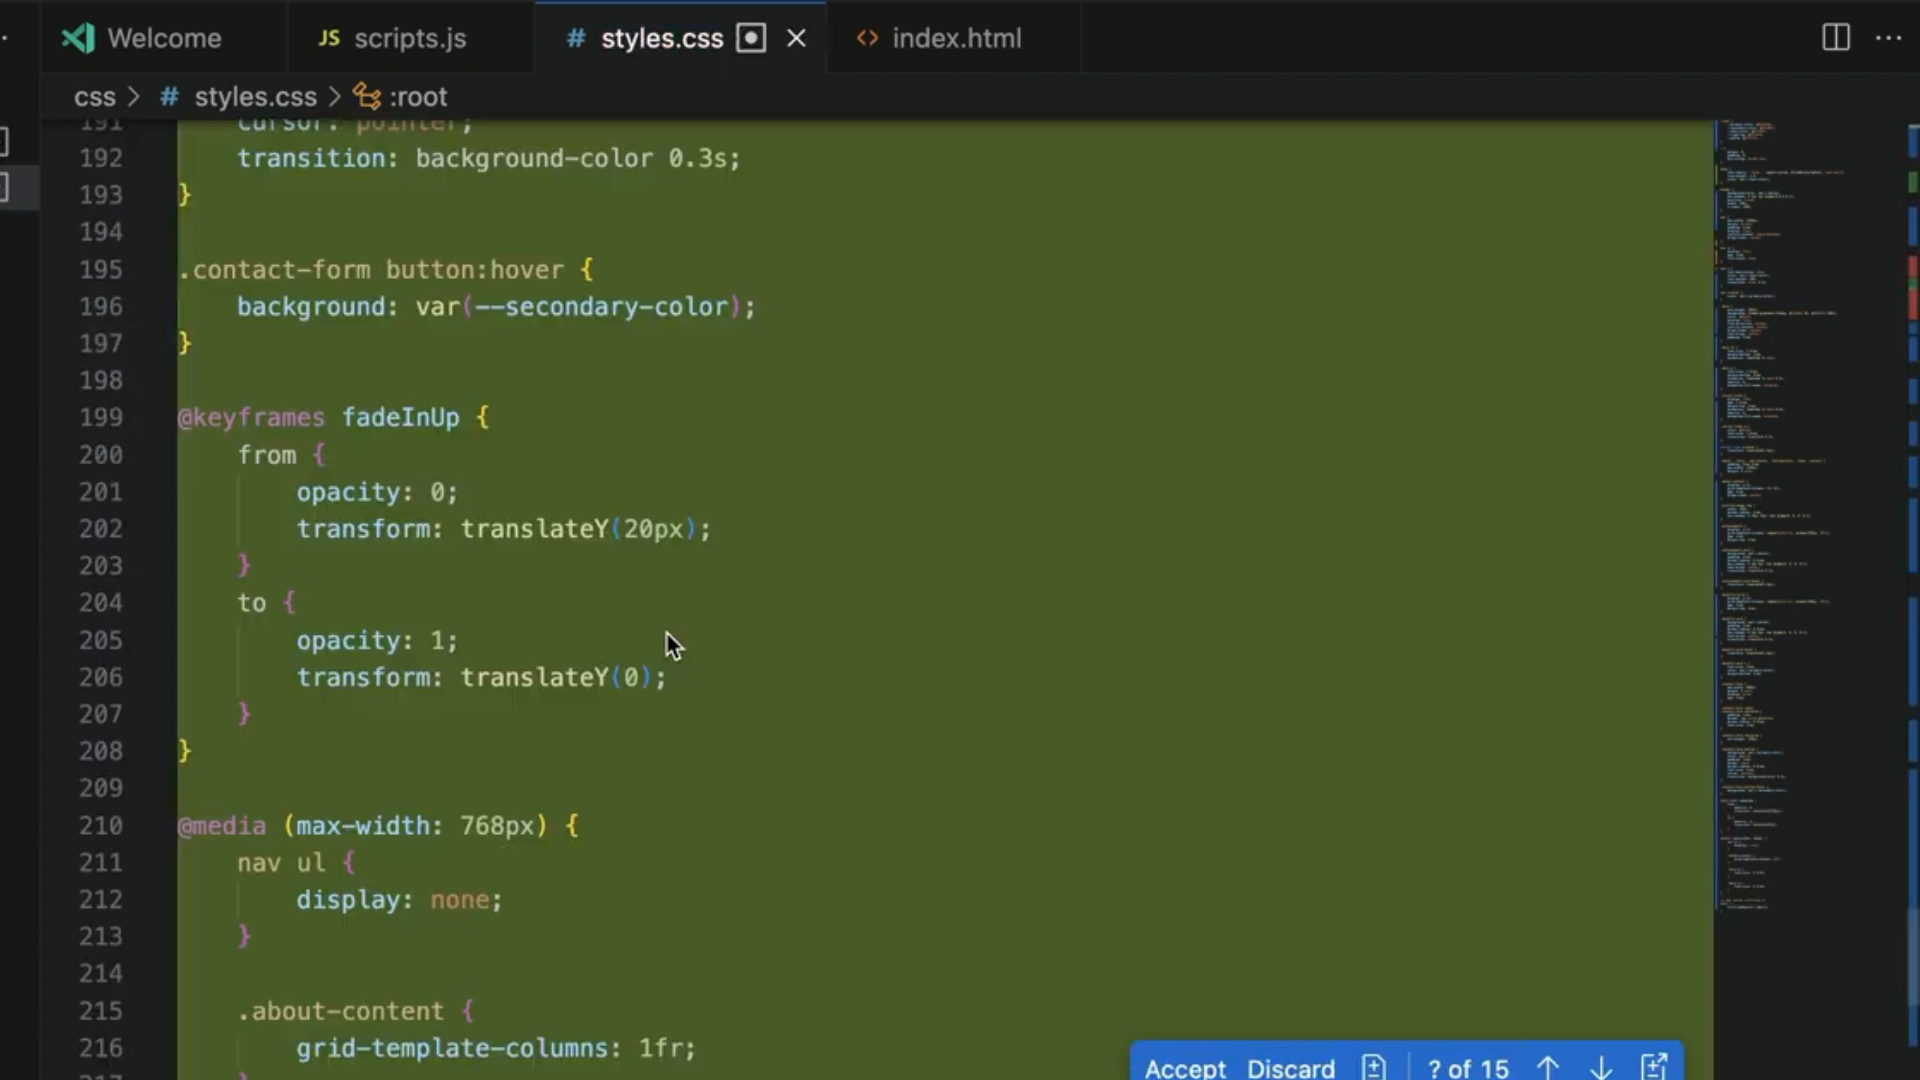 Welcome
JS scripts.js
# styles.css
<> index.html
css > # styles.css > :root
191 cursor: pointer;
192 transition: background-color 0.3s;
193 }
194
195 .contact-form button:hover {
196 background: var(--secondary-color);
197 }
198
199 @keyframes fadeInUp {
200 from {
201 opacity: 0;
202 transform: translateY(20px);
203 }
204 to {
205 opacity: 1;
206 transform: translateY(0);
207 }
208 }
209
210 @media (max-width: 768px) {
211 nav ul {
212 display: none;
213 }
214
215 .about-content {
216 grid-template-columns: 1fr;
217 }
Accept Discard ? of 15